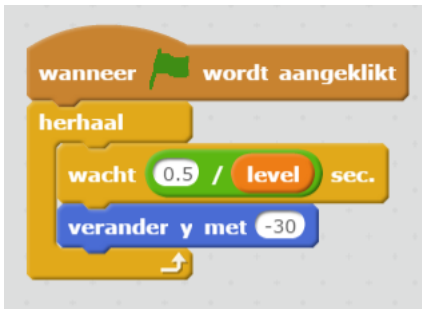 wanneer wordt aangeklikt
herhaal
wacht 0.5 / level sec.
verander y met -30